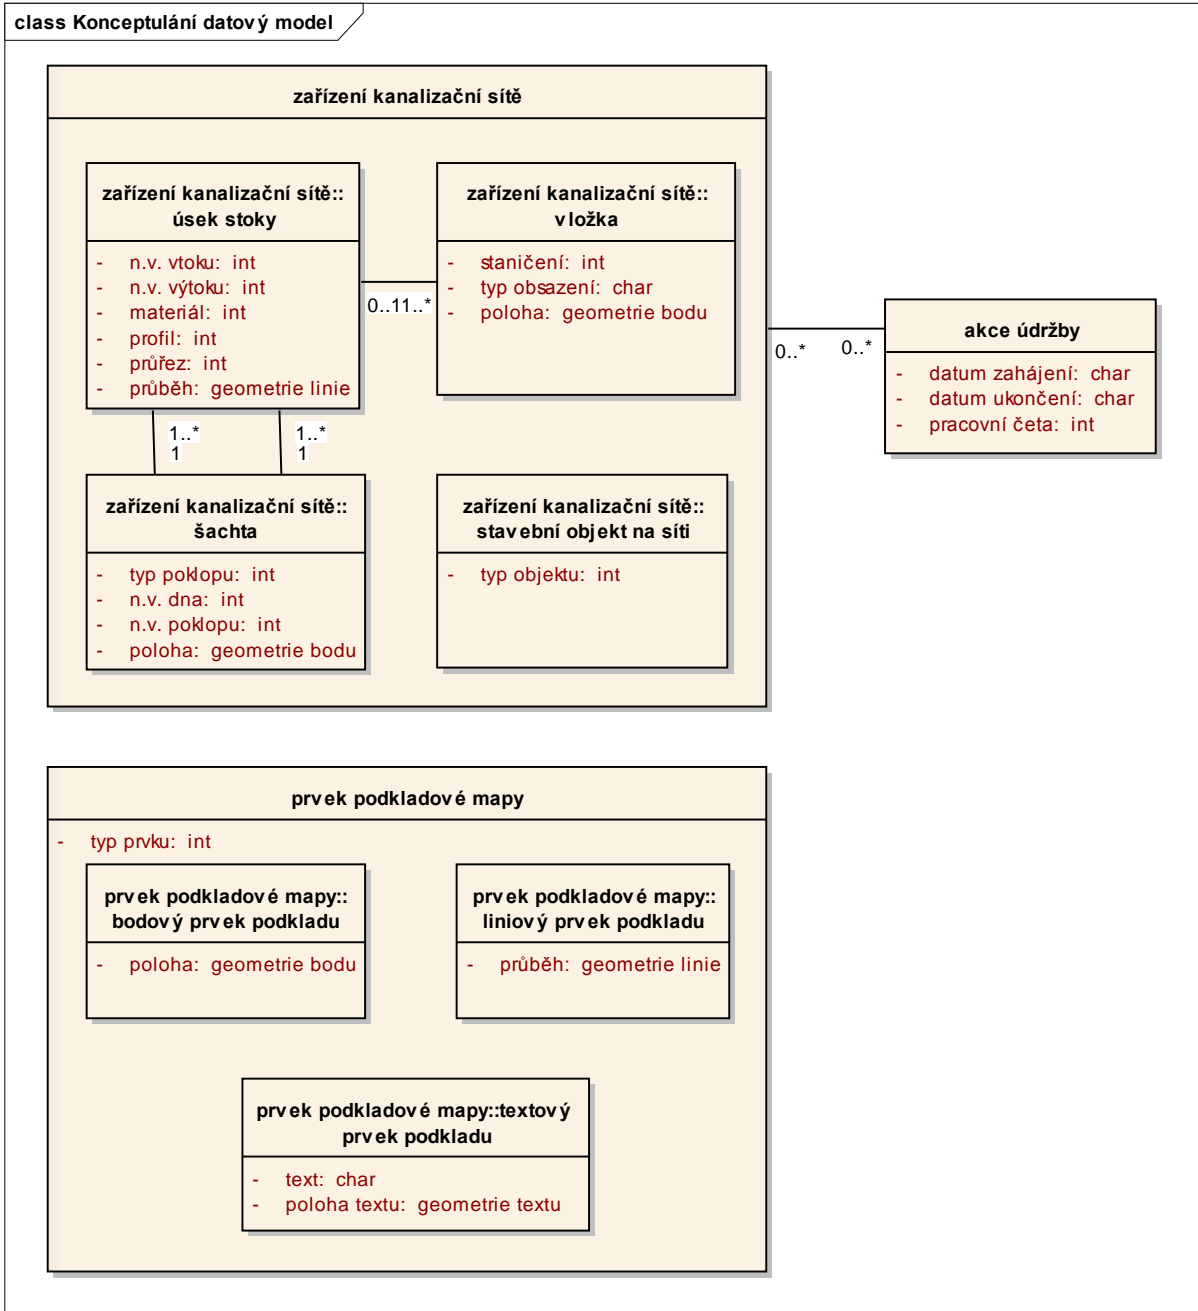 class Konceptulání datový model
zařízení kanalizační sítě
zařízení kanalizační sítě::
úsek stoky
- n.v. vtoku: int
- n.v. výtoku: int
- materiál: int
- profil: int
- průřez: int
- průběh: geometrie linie
zařízení kanalizační sítě::
vložka
- staničení: int
- typ obsazení: char
- poloha: geometrie bodu
0..11..*
0..* 0..*
akce údržby
- datum zahájení: char
- datum ukončení: char
- pracovní četa: int
1..* 1..*
1 1
zařízení kanalizační sítě::
šachta
- typ poklopu: int
- n.v. dna: int
- n.v. poklopu: int
- poloha: geometrie bodu
zařízení kanalizační sítě::
stavební objekt na síti
- typ objektu: int
prvek podkladové mapy
- typ prvku: int
prvek podkladové mapy::
bodový prvek podkladu
- poloha: geometrie bodu
prvek podkladové mapy::
liniový prvek podkladu
- průběh: geometrie linie
prvek podkladové mapy::textový
prvek podkladu
- text: char
- poloha textu: geometrie textu